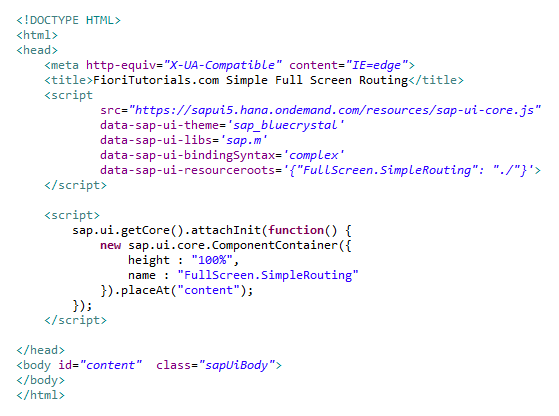 <!DOCTYPE HTML>
<html>
<head>
<meta http-equiv="X-UA-Compatible" content="IE=edge">
<title>FioriTutorials.com Simple Full Screen Routing</title>
<script
src="https://sapui5.hana.ondemand.com/resources/sap-ui-core.js"
data-sap-ui-theme='sap_bluecrystal'
data-sap-ui-libs='sap.m'
data-sap-ui-bindingSyntax='complex'
data-sap-ui-resourceroots='{"FullScreen.SimpleRouting": "./"}'>
</script>
<script>
sap.ui.getCore().attachInit(function() {
new sap.ui.core.ComponentContainer({
height : "100%",
name : "FullScreen.SimpleRouting"
}).placeAt("content");
});
</script>
</head>
<body id="content"  class="sapUiBody">
</body>
</html>